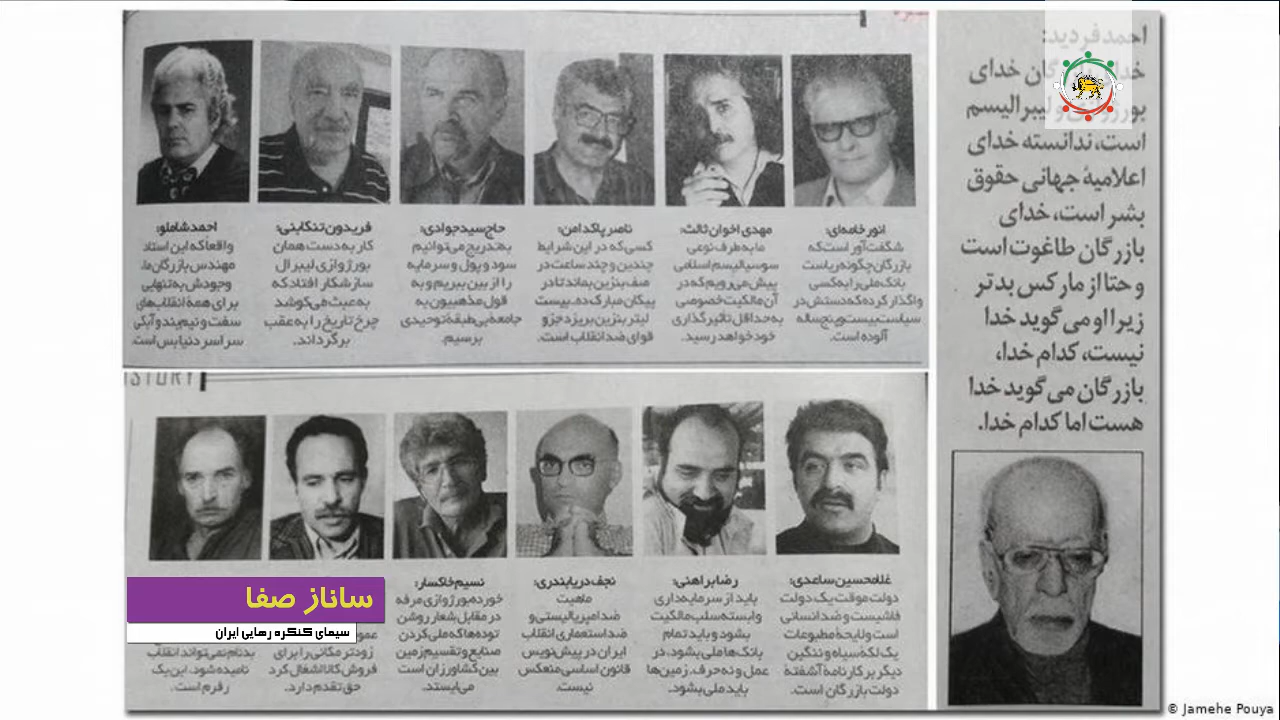 احمد فردید:
خدای
است، ندانسته خدای
اعلامیهٔ جهانی حقوق
بشر است، خدای
بازرگان طاغوت است
و حتا از مارکس بدتر
زیرا او می گوید خدا
نیست، کدام خدا،
بازرگان می گوید خدا
هست اما کدام خدا.
انور خامه‌ای:
شگفت آور است که
بازرگان چگونه ریاست
بانک ملی را به کسی
واگذار کرده که دستش در
سیاست بیست و پنج ساله
آلوده است.
مهدی اخوان ثالث:
ما به طرف نوعی
سوسیالیسم اسلامی
پیش می رویم که در
آن مالکیت خصوصی
به حداقل تأثیرگذاری
خود خواهد رسید.
ناصر پاکدامن:
کسی که در این شرایط
چندین و چند ساعت در
صف بنزین بماند تا در
پیکان مبارک ده، بیست
لیتر بنزین بریزد جزو
قوای ضد انقلاب است.
حاج سیدجوادی:
به تدریج می توانیم
سود و پول و سرمایه
را از بین ببریم و به
قول مذهبیون به
جامعه بی طبقهٔ توحیدی
برسیم.
فریدون تنکابنی:
کار به دست همان
بورژوازی لیبرال
سازشکار افتاد که
به عبث می کوشد
چرخ تاریخ را به عقب
برگرداند.
احمد شاملو:
واقعاً که این استاد
مهندس بازرگان ما،
وجودش به تنهایی
برای همهٔ انقلاب‌های
سفت و نیم بند و آبکی
سراسر دنیا بس است.
ISTORY
غلامحسین ساعدی:
دولت موقت یک دولت
فاشیست و ضد انسانی
است و لایحهٔ مطبوعات
یک لکهٔ سیاه و ننگین
دیگر بر کارنامهٔ آشفتهٔ
دولت بازرگان است.
رضا براهنی:
باید از سرمایه داری
وابسته سلب مالکیت
بشود و باید تمام
بانک‌ها ملی بشود، در
عمل و نه حرف. زمین‌ها
باید ملی بشود.
نجف دریابندری:
ماهیت
ضد امپریالیستی و
ضد استعماری انقلاب
ایران در پیش نویس
قانون اساسی منعکس
نیست.
نسیم خاکسار:
خورده بورژوازی مرفه
در مقابل شعار روشن
توده‌ها که ملی کردن
صنایع و تقسیم زمین
بین کشاورزان است
می ایستد.
زودتر مکانی را برای
فروش کالا اشغال کرد
حق تقدم دارد.
بدنام نمی تواند انقلاب
نامیده شود. این یک
رفرم است.
ساناز صفا
سیمای کنگره رهایی ایران
© Jamehe Pouya